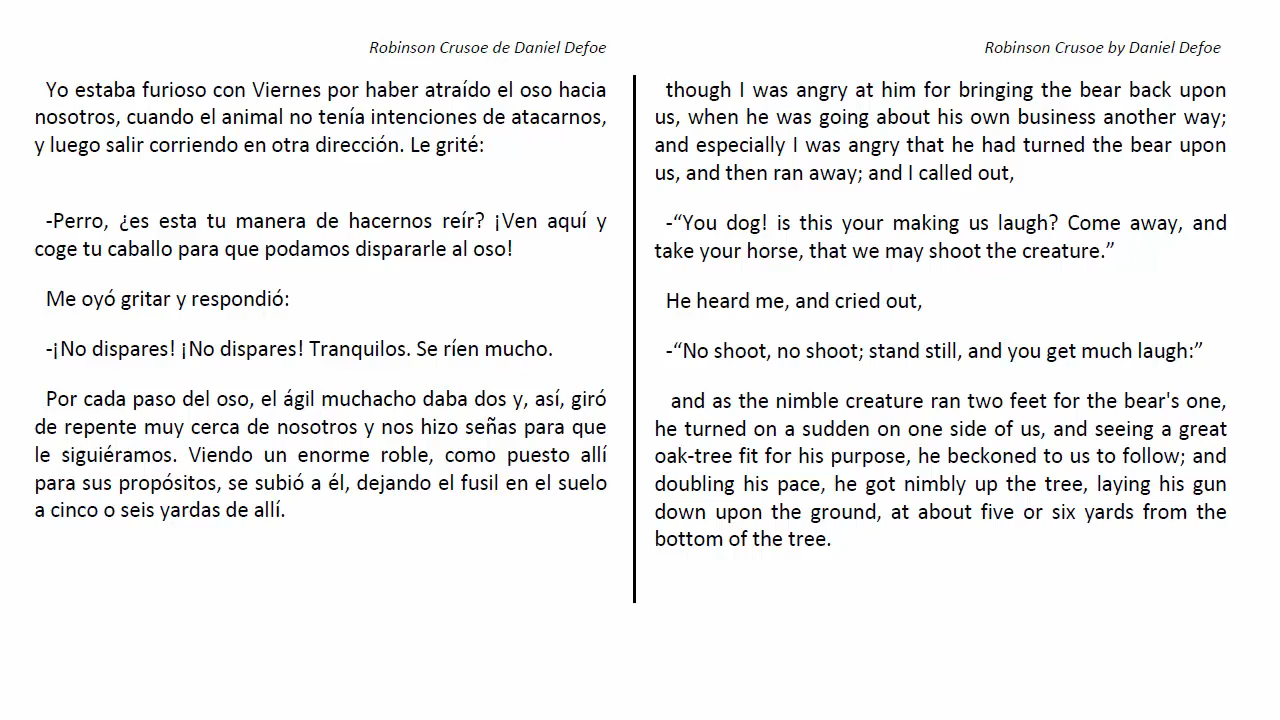 Robinson Crusoe de Daniel Defoe
Yo estaba furioso con Viernes por haber atraído el oso hacia
nosotros, cuando el animal no tenía intenciones de atacarnos,
y luego salir corriendo en otra dirección. Le grité:
-Perro, ¿es esta tu manera de hacernos reír? ¡Ven aquí y
coge tu caballo para que podamos dispararle al oso!
Me oyó gritar y respondió:
-¡No dispares! ¡No dispares! Tranquilos. Se ríen mucho.
Por cada paso del oso, el ágil muchacho daba dos y, así, giró
de repente muy cerca de nosotros y nos hizo señas para que
le siguiéramos. Viendo un enorme roble, como puesto allí
para sus propósitos, se subió a él, dejando el fusil en el suelo
a cinco o seis yardas de allí.
Robinson Crusoe by Daniel Defoe
though I was angry at him for bringing the bear back upon
us, when he was going about his own business another way;
and especially I was angry that he had turned the bear upon
us, and then ran away; and I called out,
-“You dog! is this your making us laugh? Come away, and
take your horse, that we may shoot the creature.”
He heard me, and cried out,
-“No shoot, no shoot; stand still, and you get much laugh:”
and as the nimble creature ran two feet for the bear's one,
he turned on a sudden on one side of us, and seeing a great
oak-tree fit for his purpose, he beckoned to us to follow; and
doubling his pace, he got nimbly up the tree, laying his gun
down upon the ground, at about five or six yards from the
bottom of the tree.